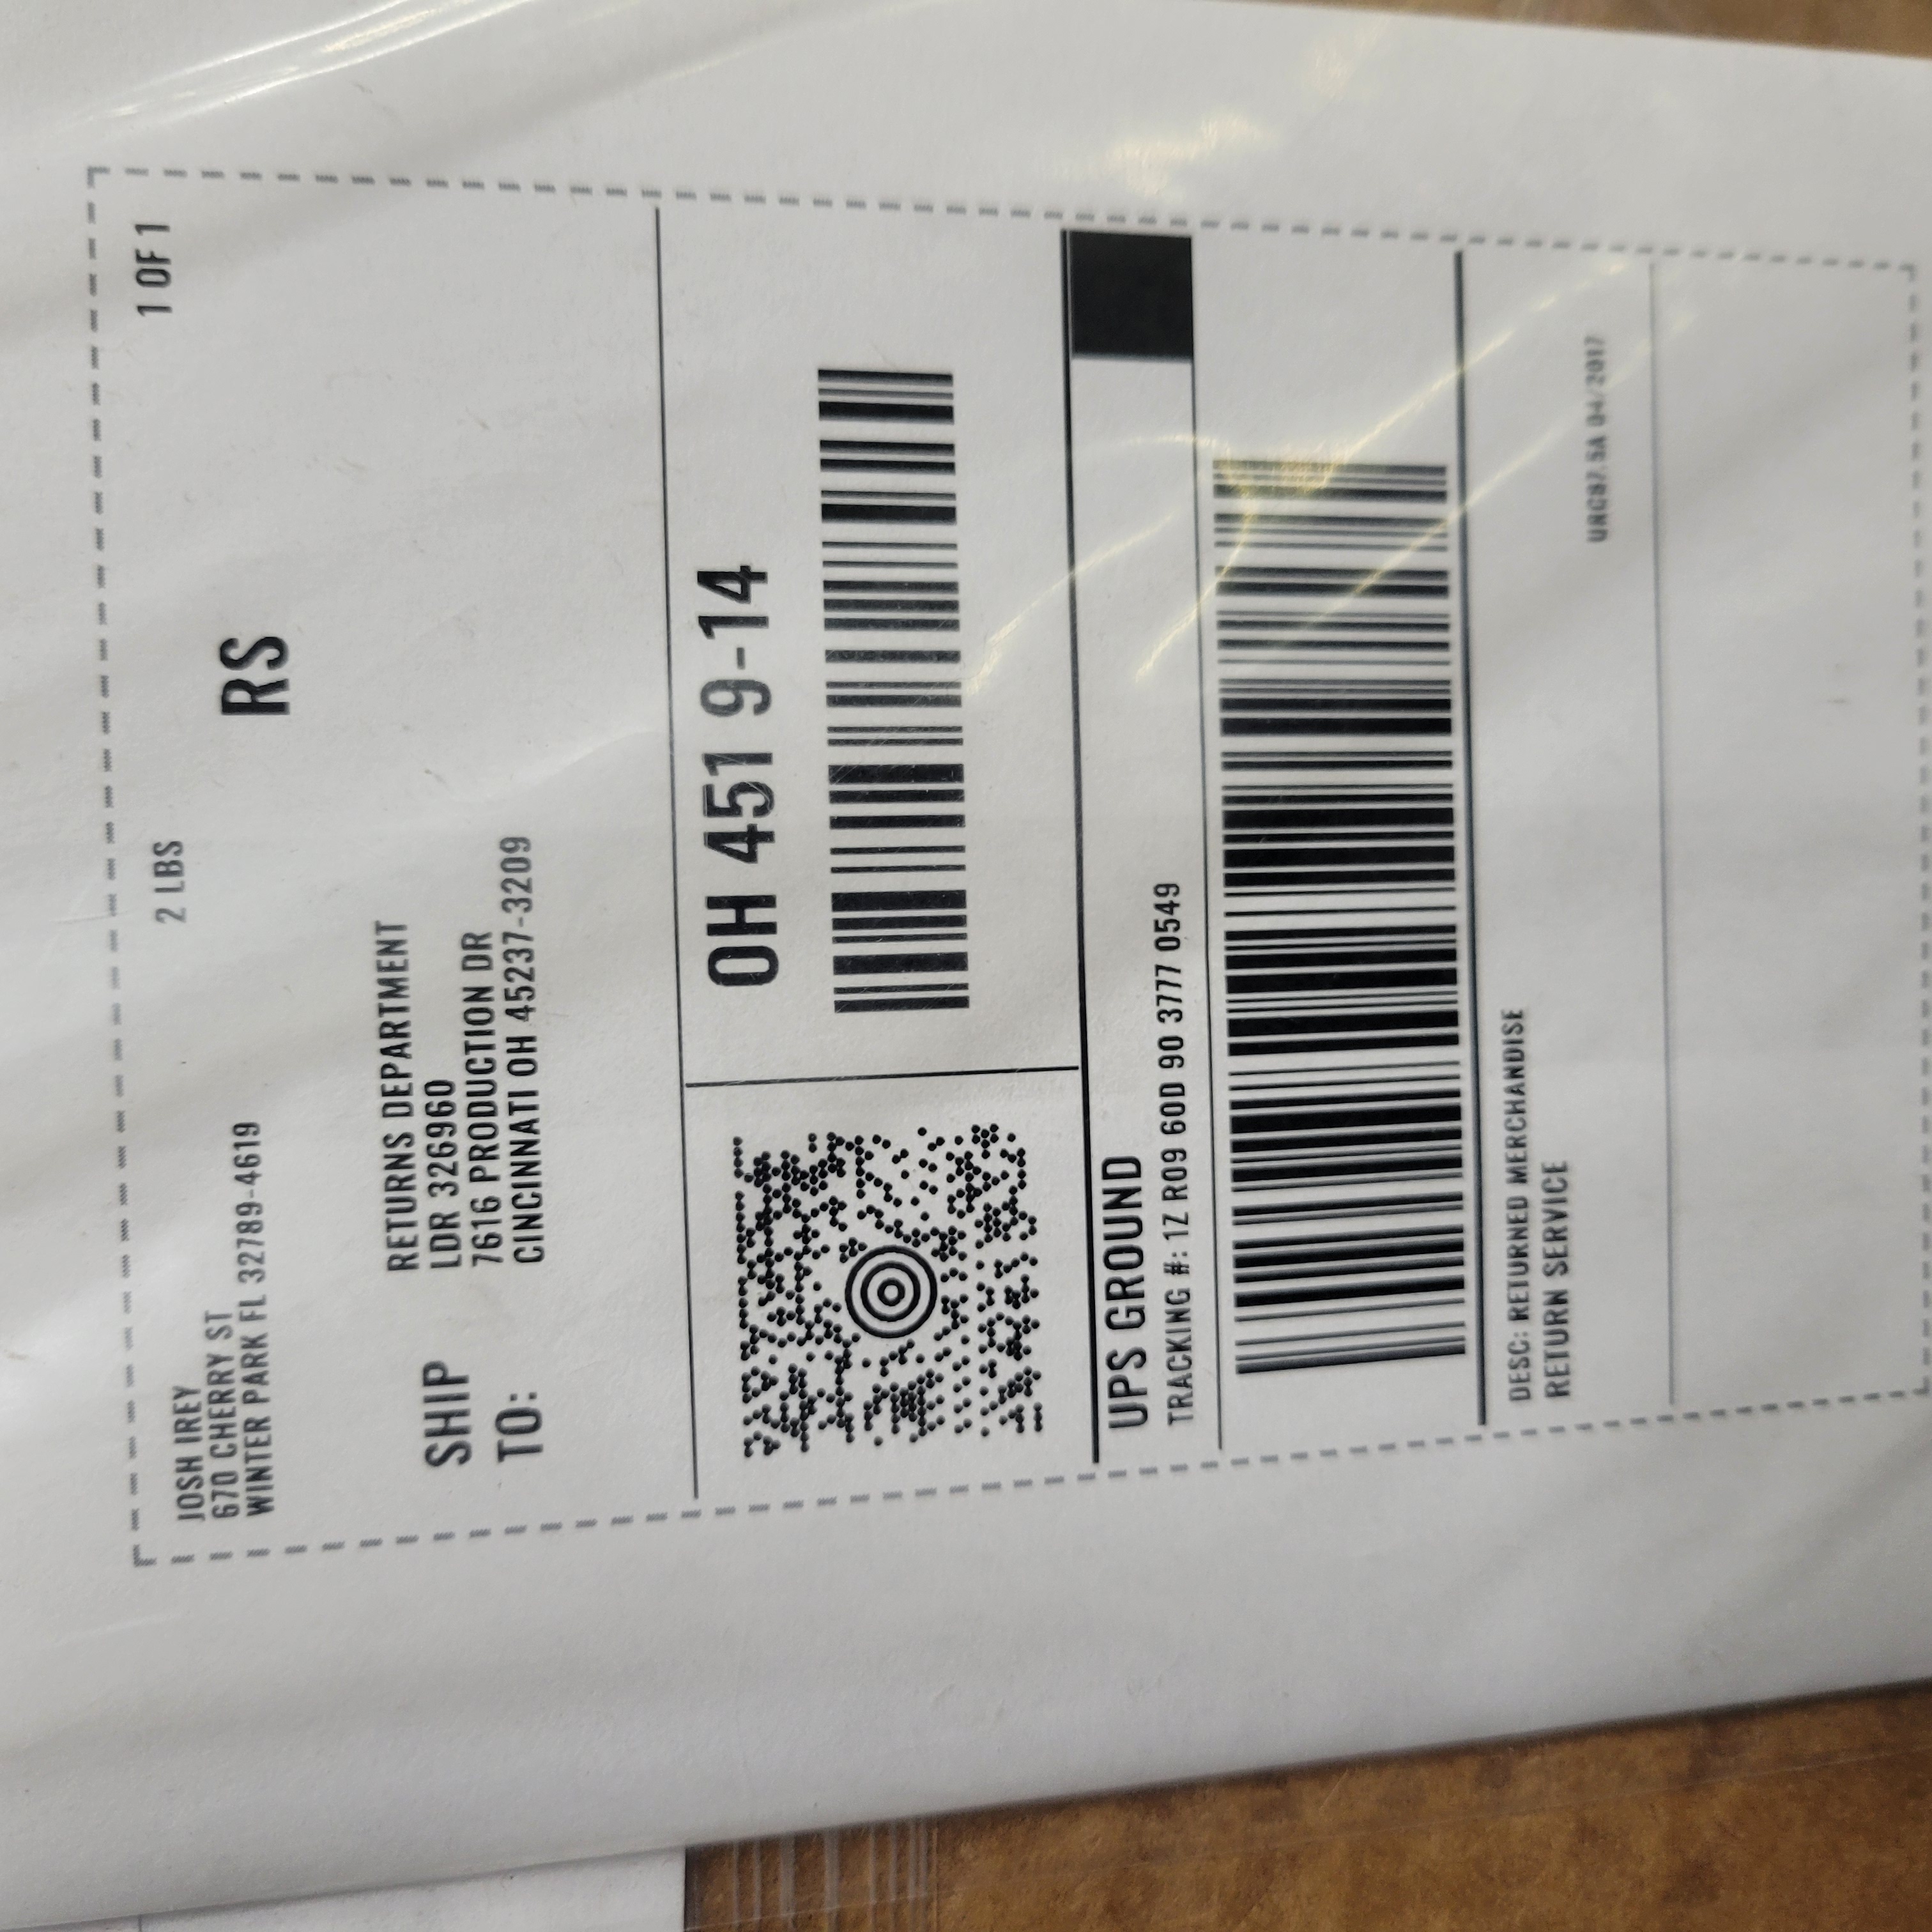 JOSH IREY
670 CHERRY ST
WINTER PARK FL 32789-4619
2 LBS
1 OF 1
RS
SHIP
TO:
RETURNS DEPARTMENT
LDR 326960
7616 PRODUCTION DR
CINCINNATI OH 45237-3209
OH 451 9-14
UPS GROUND
TRACKING #: 1Z R09 60D 90 3777 0549
DESC: RETURNED MERCHANDISE
RETURN SERVICE
04/2017